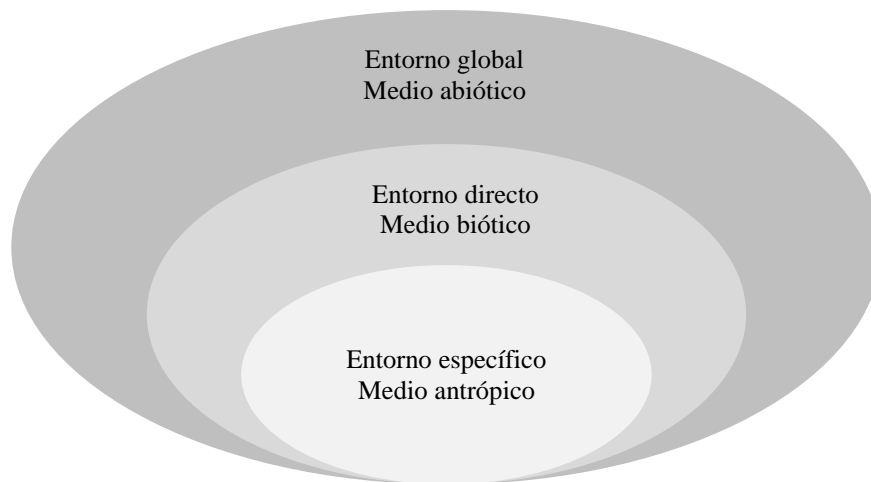 Entorno global
Medio abiótico
Entorno directo
Medio biótico
Entorno específico
Medio antrópico